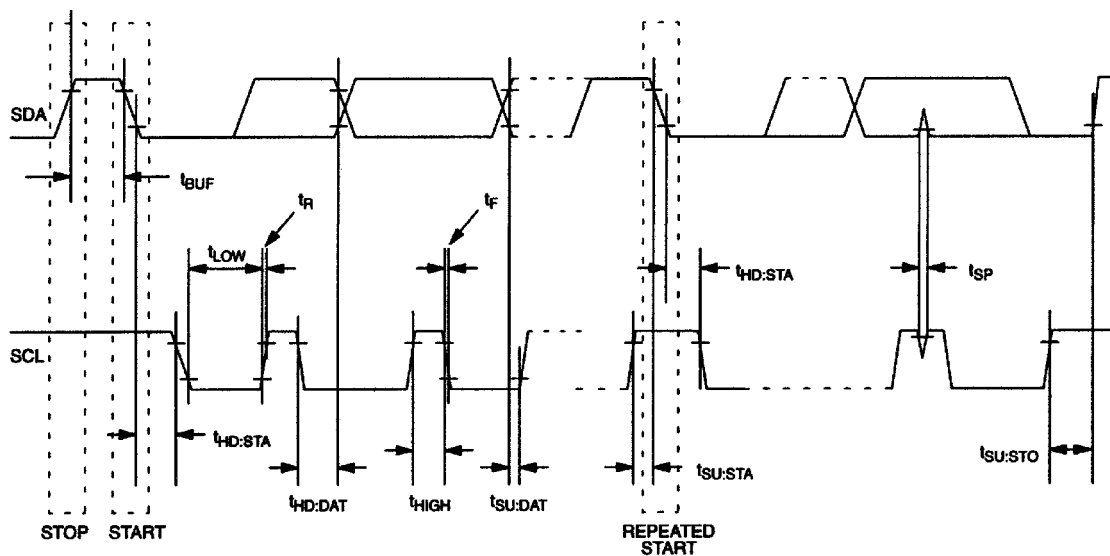 SDA
tBUF
tR
tF
tLOW
tHD:STA
tSP
SCL
tHD:STA
tSU:STA
tSU:STO
tHD:DAT
tHIGH
tSU:DAT
STOP
START
REPEATED
START